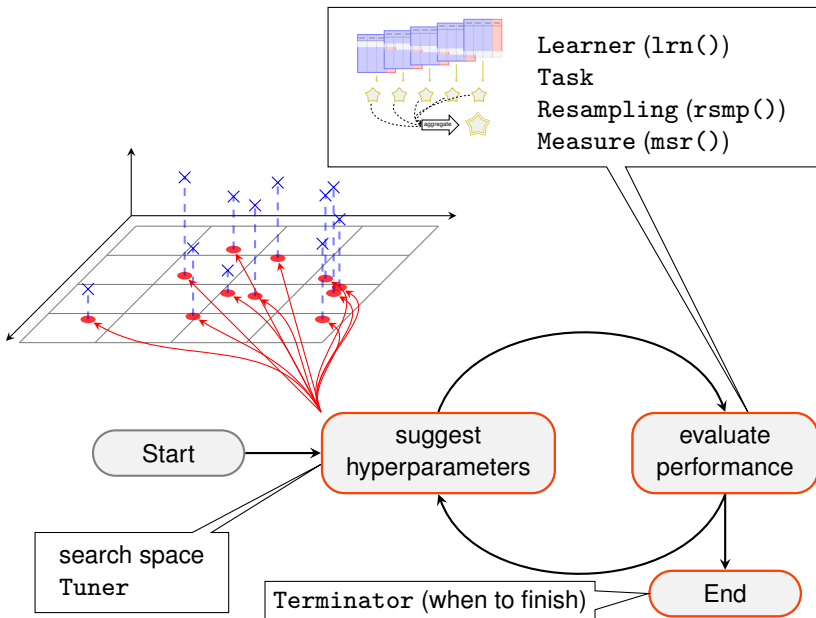 Learner (lrn())
Task
Resampling (rsmp())
Measure (msr())
aggregate
Start
suggest
hyperparameters
evaluate
performance
search space
Tuner
Terminator (when to finish)
End